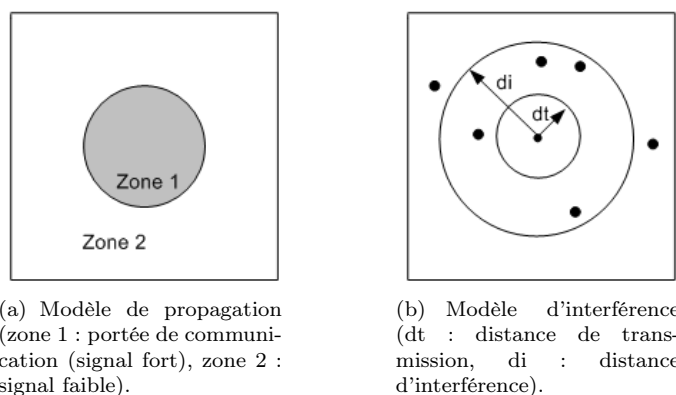 Zone 1
Zone 2
di
dt
(a) Modèle de propagation
(zone 1 : portée de communi-
cation (signal fort), zone 2 :
signal faible).
(b) Modèle d'interférence
(dt : distance de trans-
mission, di : distance
d'interférence).